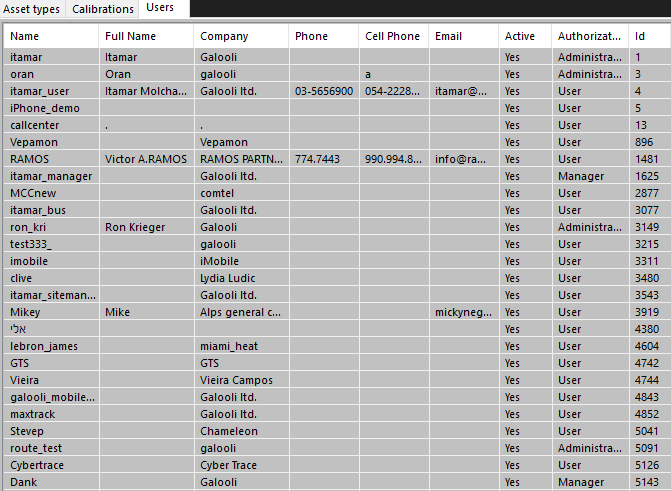 Asset types Calibrations Users
Name Full Name Company Phone Cell Phone Email Active Authorizat... Id
itamar Itamar Galooli Yes Administra... 1
oran Oran galooli a Yes Administra... 3
itamar_user Itamar Molcha... Galooli ltd. 03-5656900 054-2228... itamar@... Yes User 4
iPhone_demo Yes User 5
callcenter . . Yes User 13
Vepamon Vepamon Yes User 896
RAMOS Victor A.RAMOS RAMOS PARTN... 774.7443 990.994.8... info@ra... Yes User 1481
itamar_manager Galooli ltd. Yes Manager 1625
MCCnew comtel Yes User 2877
itamar_bus Galooli ltd. Yes User 3077
ron_kri Ron Krieger Galooli Yes Administra... 3149
test333_ galooli Yes User 3215
imobile iMobile Yes User 3311
clive Lydia Ludic Yes User 3480
itamar_siteman... Galooli ltd. Yes User 3543
Mikey Mike Alps general c... mickyneg... Yes User 3919
אלי Yes User 4380
lebron_james miami_heat Yes User 4604
GTS GTS Yes User 4742
Vieira Vieira Campos Yes User 4744
galooli_mobile... Galooli ltd. Yes User 4843
maxtrack Galooli ltd. Yes User 4852
Stevep Chameleon Yes User 5041
route_test galooli Yes Administra... 5091
Cybertrace Cyber Trace Yes User 5126
Dank Galooli Yes Manager 5143